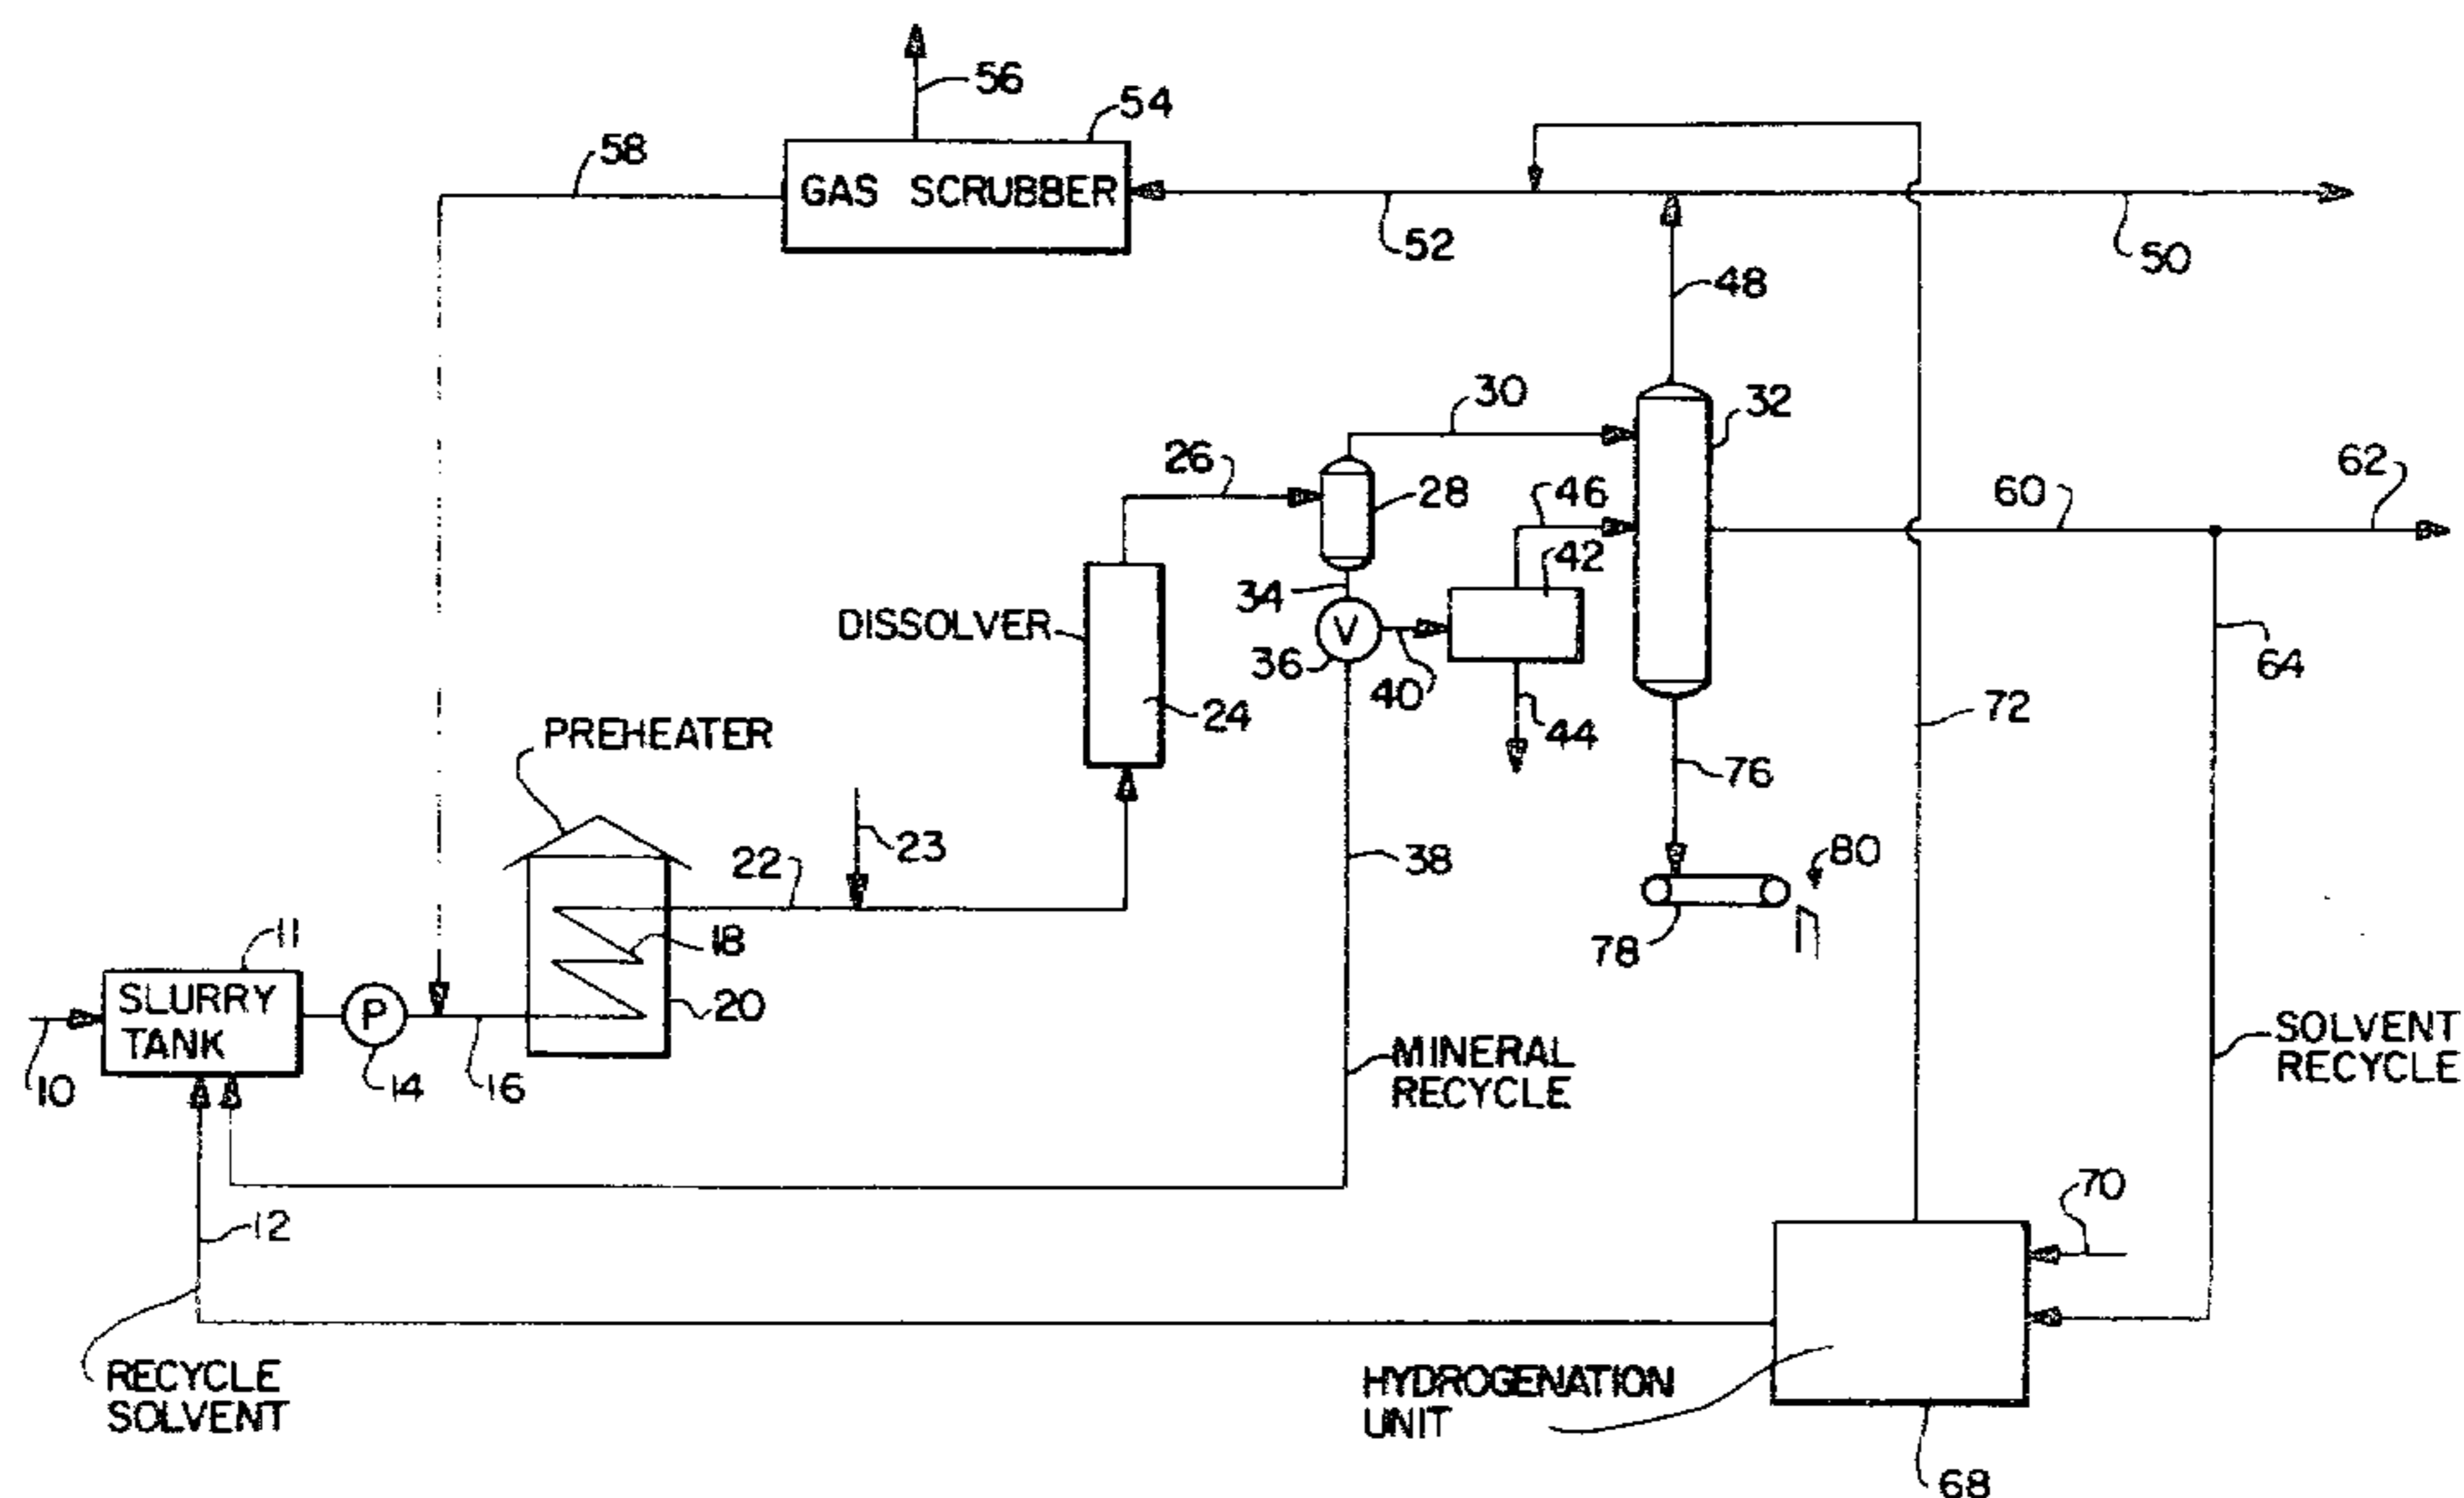 56
54
58
GAS SCRUBBER
52
50
48
30
32
26
28
46
60
62
42
34
DISSOLVER
V
36
40
64
24
44
72
PREHEATER
76
23
80
22
38
11
18
78
SLURRY
TANK
P
20
SOLVENT
RECYCLE
10
14
16
MINERAL
RECYCLE
70
12
RECYCLE
SOLVENT
HYDROGENATION
UNIT
68